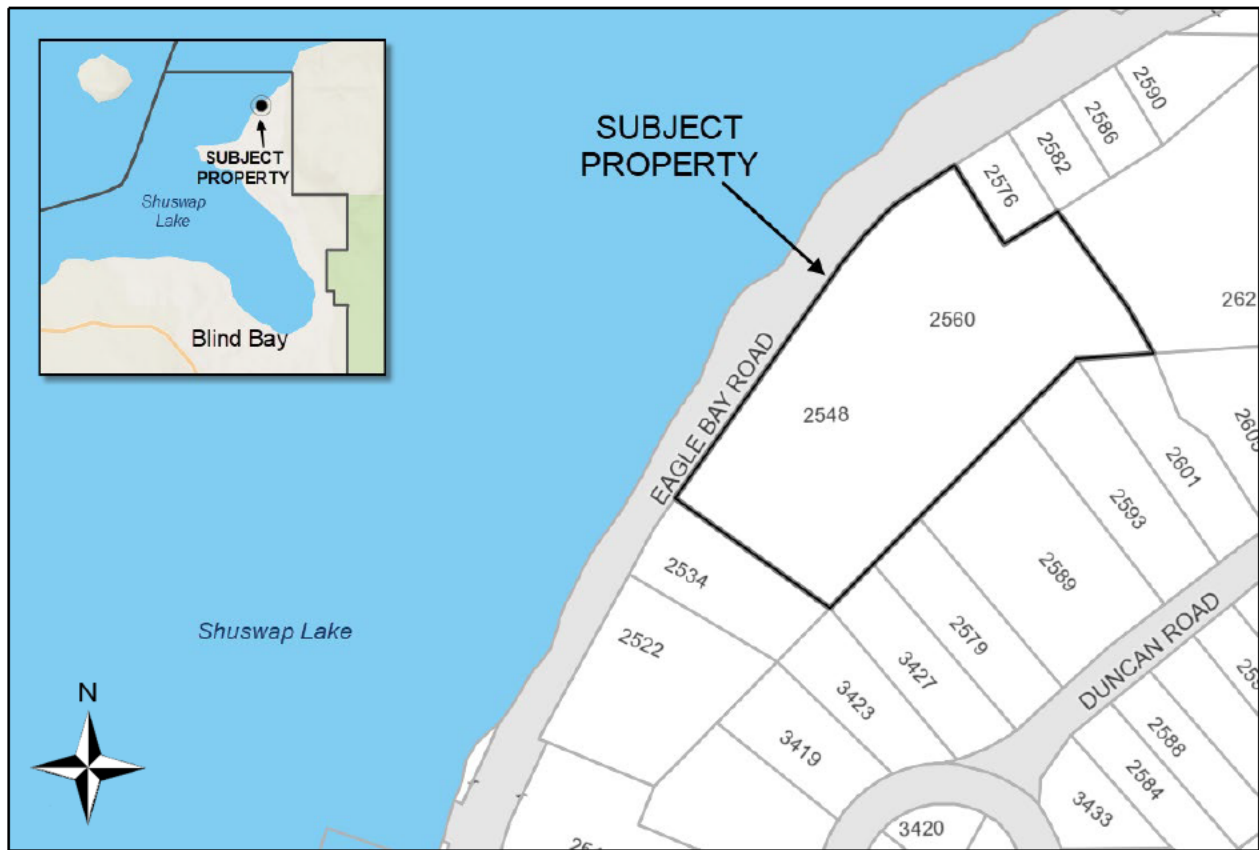 SUBJECT
PROPERTY
Shuswap
Lake
Blind Bay
SUBJECT
PROPERTY
2590
2586
2582
2576
2560
2548
EAGLE BAY ROAD
2601
2593
2589
2534
2522
2579
3427
3423
3419
DUNCAN ROAD
2588
2584
3433
3420
Shuswap Lake
N